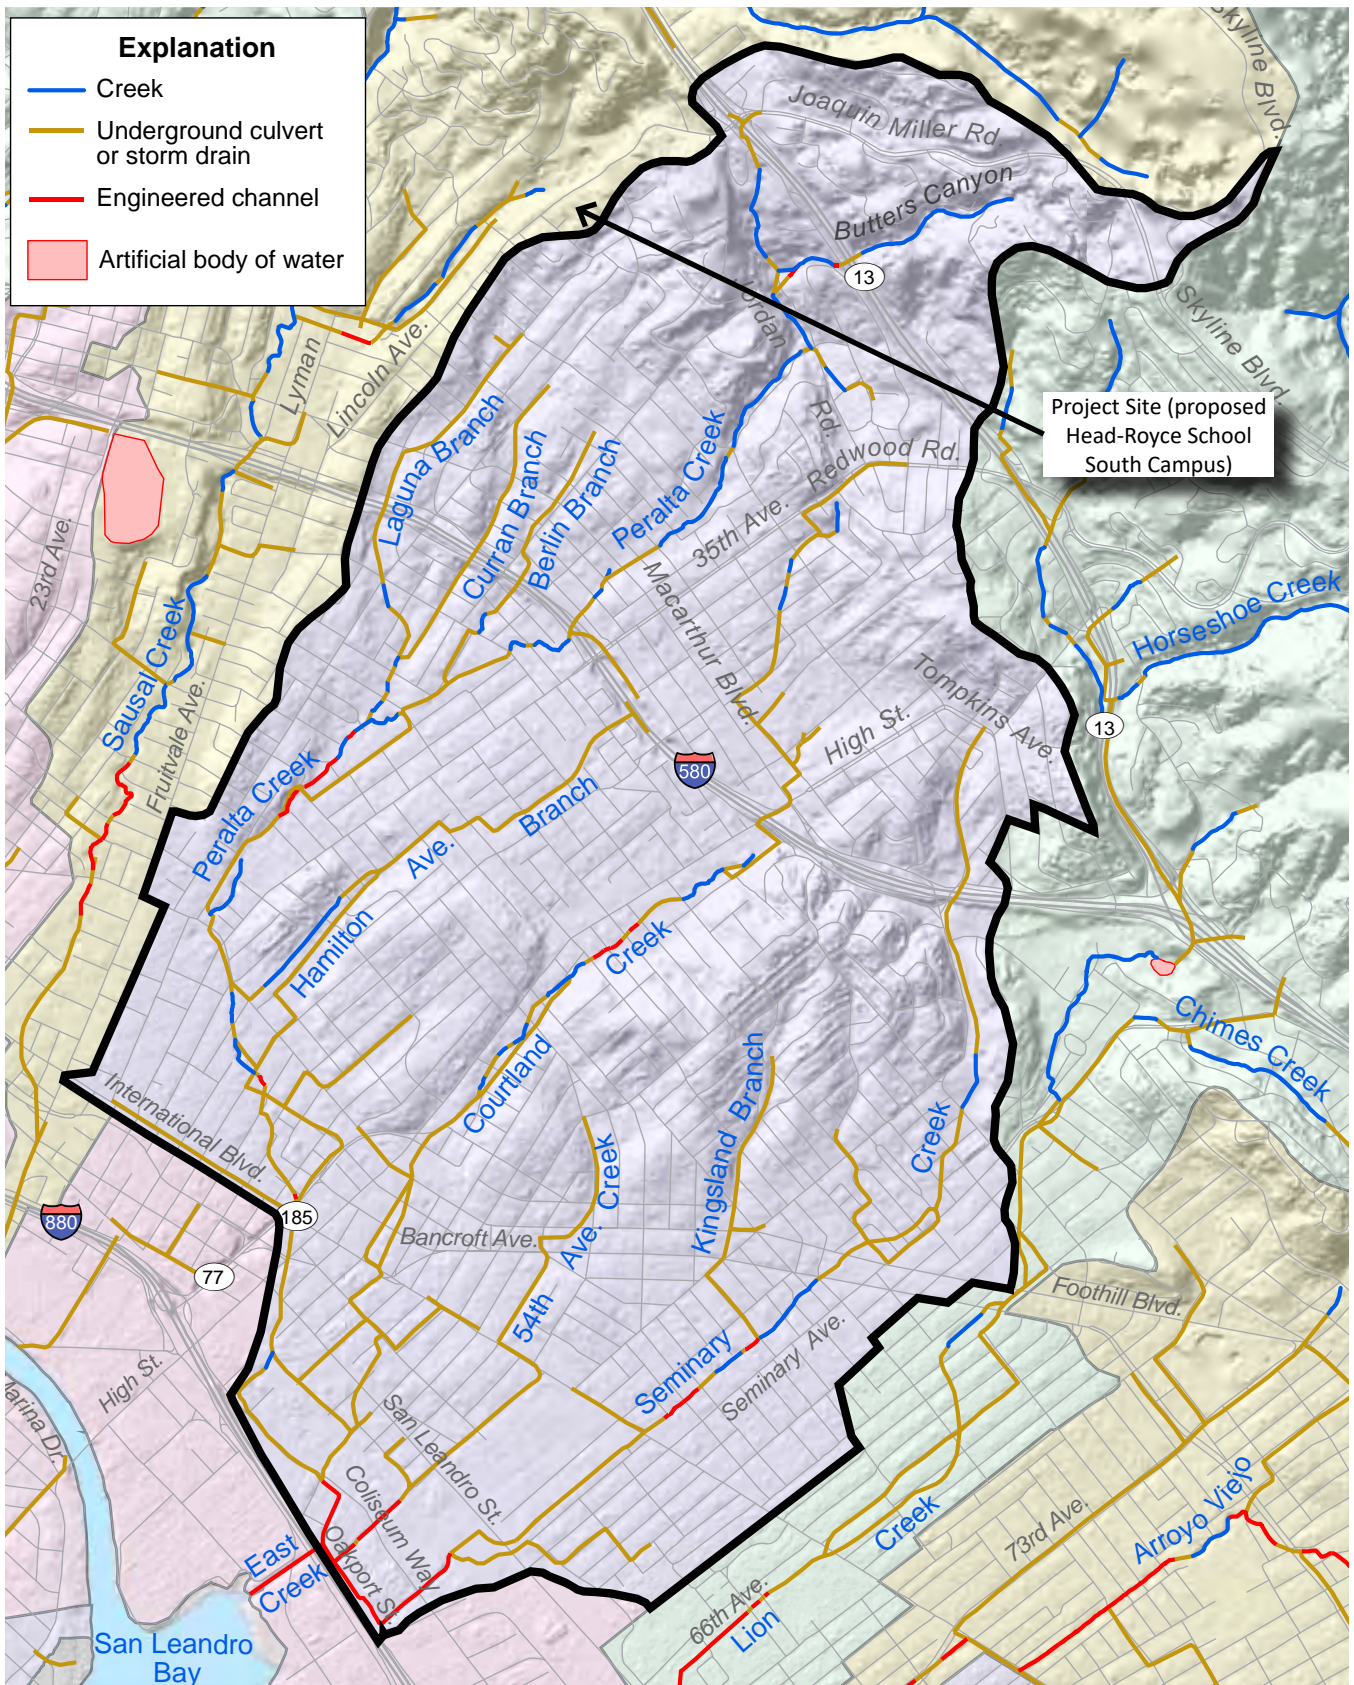 Explanation
Creek
Underground culvert
or storm drain
Engineered channel
Artificial body of water
Skyline Blvd.
Joaquin Miller Rd.
Butters Canyon
13
Skyline Blvd.
Project Site (proposed
Head-Royce School
South Campus)
Lyman
Lincoln Ave.
Jordan
Rd.
Redwood Rd.
35th Ave.
Laguna Branch
Curran Branch
Berlin Branch
Peralta Creek
Macarthur Blvd.
23rd Ave.
Sausal Creek
Fruitvale Ave.
Horseshoe Creek
13
Tompkins Ave.
High St.
580
Peralta Creek
Hamilton
Ave.
Branch
Courtland
Creek
Chimes Creek
Kingsland Branch
Creek
54th
Ave.
Creek
International Blvd.
185
880
77
Bancroft Ave.
Foothill Blvd.
Seminary
Seminary Ave.
High St.
Marina Dr.
San Leandro St.
Coliseum Way
Oakport St.
East
Creek
San Leandro
Bay
66th Ave.
Lion
Creek
73rd Ave.
Arroyo Viejo